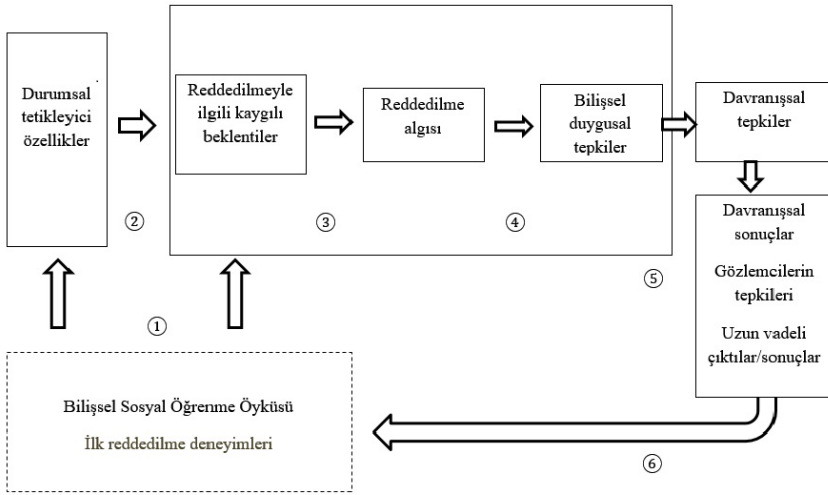 Durumsal
tetikleyici
özellikler
②
Reddedilmeyle
ilgili kaygılı
beklentiler
③
Reddedilme
algısı
④
Bilişsel
duygusal
tepkiler
Davranışsal
tepkiler
⑤
Davranışsal
sonuçlar
Gözlemcilerin
tepkileri
Uzun vadeli
çıktılar/sonuçlar
①
Bilişsel Sosyal Öğrenme Öyküsü
İlk reddedilme deneyimleri
⑥